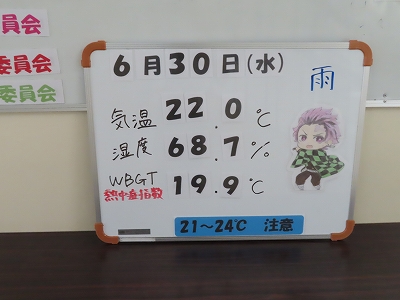 員会
委員会
委員会
6月30日(水)
雨
気温 22.0℃
湿度 68.7%
WBGT 19.9℃
熱中症指数
21〜24℃ 注意